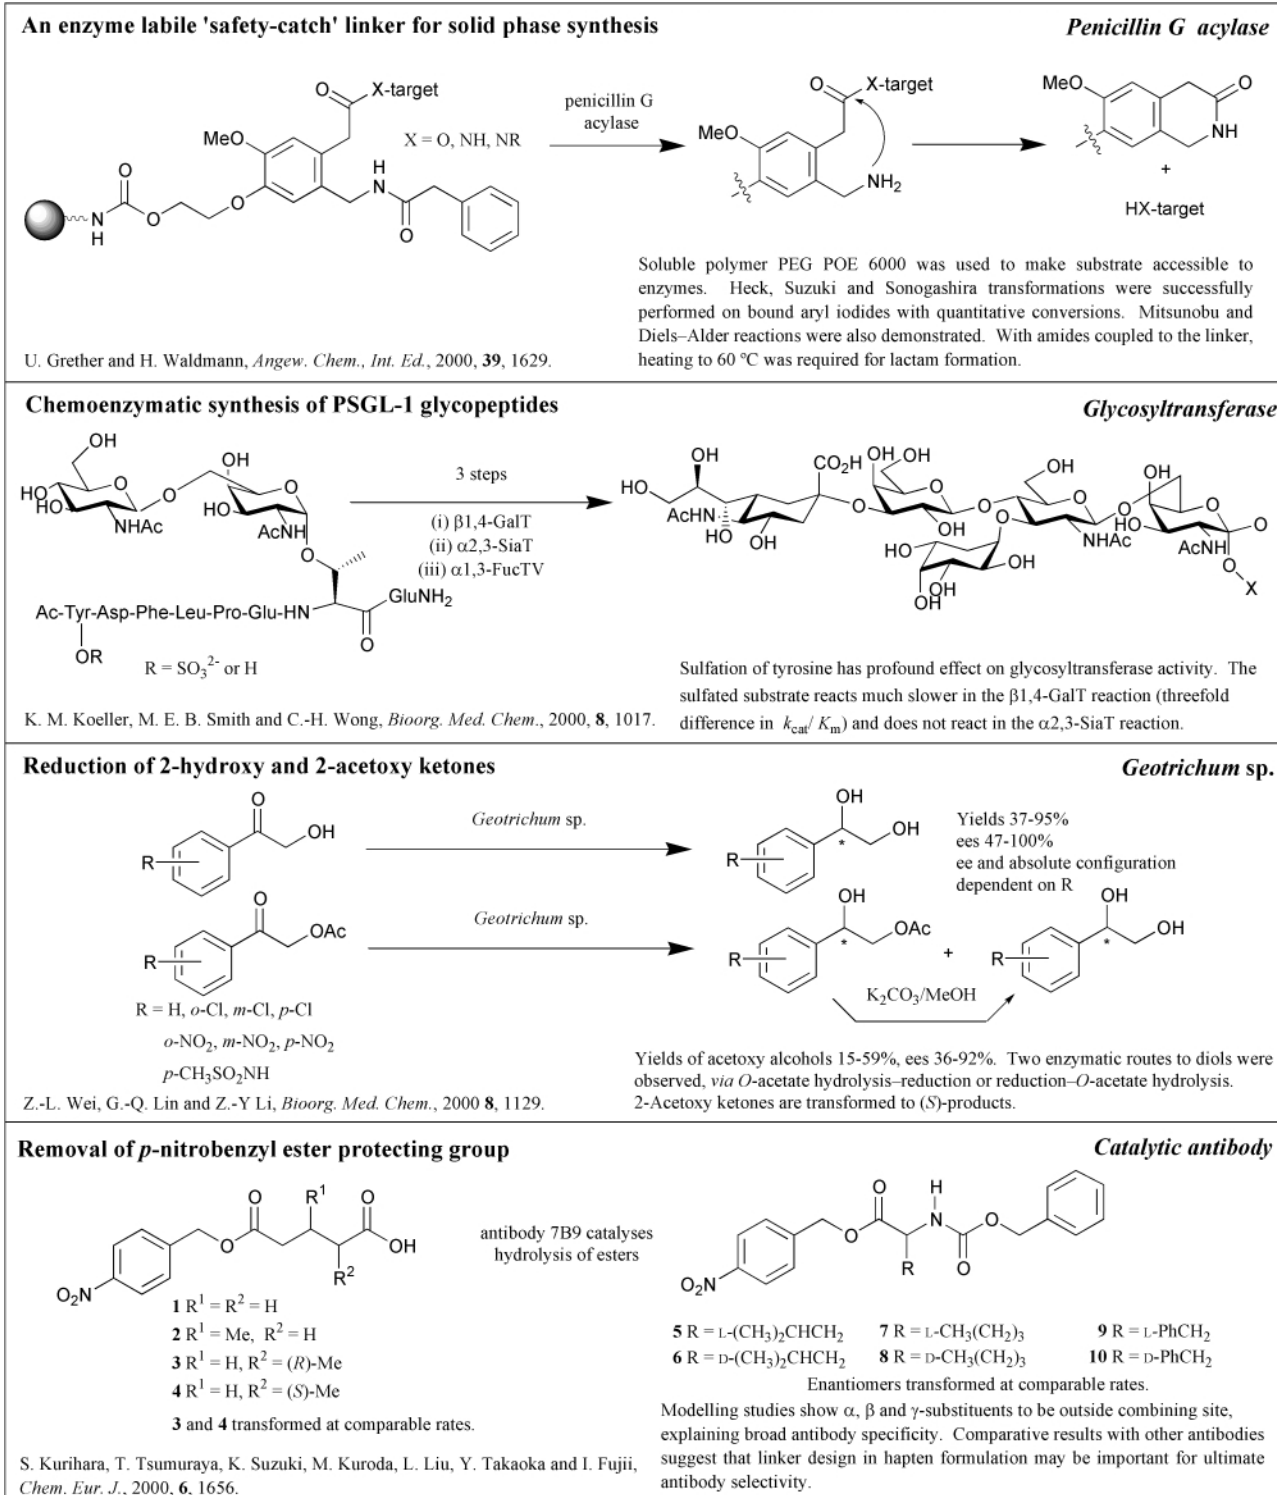 An enzyme labile 'safety-catch' linker for solid phase synthesis
Penicillin G acylase
O
X-target
MeO
X = O, NH, NR
O
N
H
O
O
H
N
O
penicillin G
acylase
O
X-target
MeO
NH2
MeO
O
NH
+
HX-target
Soluble polymer PEG POE 6000 was used to make substrate accessible to
enzymes. Heck, Suzuki and Sonogashira transformations were successfully
performed on bound aryl iodides with quantitative conversions. Mitsunobu and
Diels–Alder reactions were also demonstrated. With amides coupled to the linker,
heating to 60 °C was required for lactam formation.
U. Grether and H. Waldmann, Angew. Chem., Int. Ed., 2000, 39, 1629.
Chemoenzymatic synthesis of PSGL-1 glycopeptides
Glycosyltransferase
OH
HO
HO
O
NHAc
O
OH
HO
O
AcNH
O
Ac-Tyr-Asp-Phe-Leu-Pro-Glu-HN
GluNH2
O
OR
R = SO3 2- or H
3 steps
(i) β1,4-GalT
(ii) α2,3-SiaT
(iii) α1,3-FucTV
HO
OH
AcHN
HO
OH
CO2H
O
OH
OH
O
OH
O
O
OH
O
NHAc
HO
OH
OH
OH
O
OH
HO
O
AcNH
O
O
X
Sulfation of tyrosine has profound effect on glycosyltransferase activity. The
sulfated substrate reacts much slower in the β1,4-GalT reaction (threefold
difference in kcat/ Km) and does not react in the α2,3-SiaT reaction.
K. M. Koeller, M. E. B. Smith and C.-H. Wong, Bioorg. Med. Chem., 2000, 8, 1017.
Reduction of 2-hydroxy and 2-acetoxy ketones
Geotrichum sp.
O
OH
R
Geotrichum sp.
OH
OH
*
R
Yields 37-95%
ees 47-100%
ee and absolute configuration
dependent on R
O
OAc
R
Geotrichum sp.
OH
OAc
*
R
+
OH
OH
*
R
K2CO3/MeOH
R = H, o-Cl, m-Cl, p-Cl
o-NO2, m-NO2, p-NO2
p-CH3SO2NH
Yields of acetoxy alcohols 15-59%, ees 36-92%. Two enzymatic routes to diols were
observed, via O-acetate hydrolysis–reduction or reduction–O-acetate hydrolysis.
2-Acetoxy ketones are transformed to (S)-products.
Z.-L. Wei, G.-Q. Lin and Z.-Y Li, Bioorg. Med. Chem., 2000 8, 1129.
Removal of p-nitrobenzyl ester protecting group
Catalytic antibody
O
R1
O
O
OH
R2
O2N
antibody 7B9 catalyses
hydrolysis of esters
O
H
N
O
O
R
O
O2N
1 R1 = R2 = H
2 R1 = Me, R2 = H
3 R1 = H, R2 = (R)-Me
4 R1 = H, R2 = (S)-Me
3 and 4 transformed at comparable rates.
5 R = L-(CH3)2CHCH2 7 R = L-CH3(CH2)3 9 R = L-PhCH2
6 R = D-(CH3)2CHCH2 8 R = D-CH3(CH2)3 10 R = D-PhCH2
Enantiomers transformed at comparable rates.
Modelling studies show α, β and γ-substituents to be outside combining site,
explaining broad antibody specificity. Comparative results with other antibodies
suggest that linker design in hapten formulation may be important for ultimate
antibody selectivity.
S. Kurihara, T. Tsumuraya, K. Suzuki, M. Kuroda, L. Liu, Y. Takaoka and I. Fujii,
Chem. Eur. J., 2000, 6, 1656.